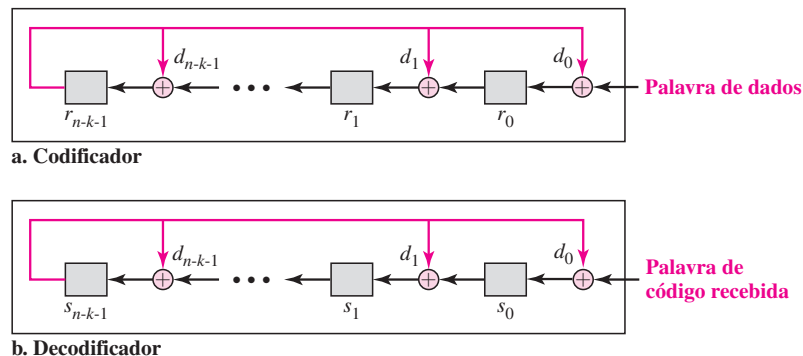 d_{n-k-1} d_1 d_0
Palavra de dados
r_{n-k-1} r_1 r_0
a. Codificador
d_{n-k-1} d_1 d_0
Palavra de
código recebida
s_{n-k-1} s_1 s_0
b. Decodificador